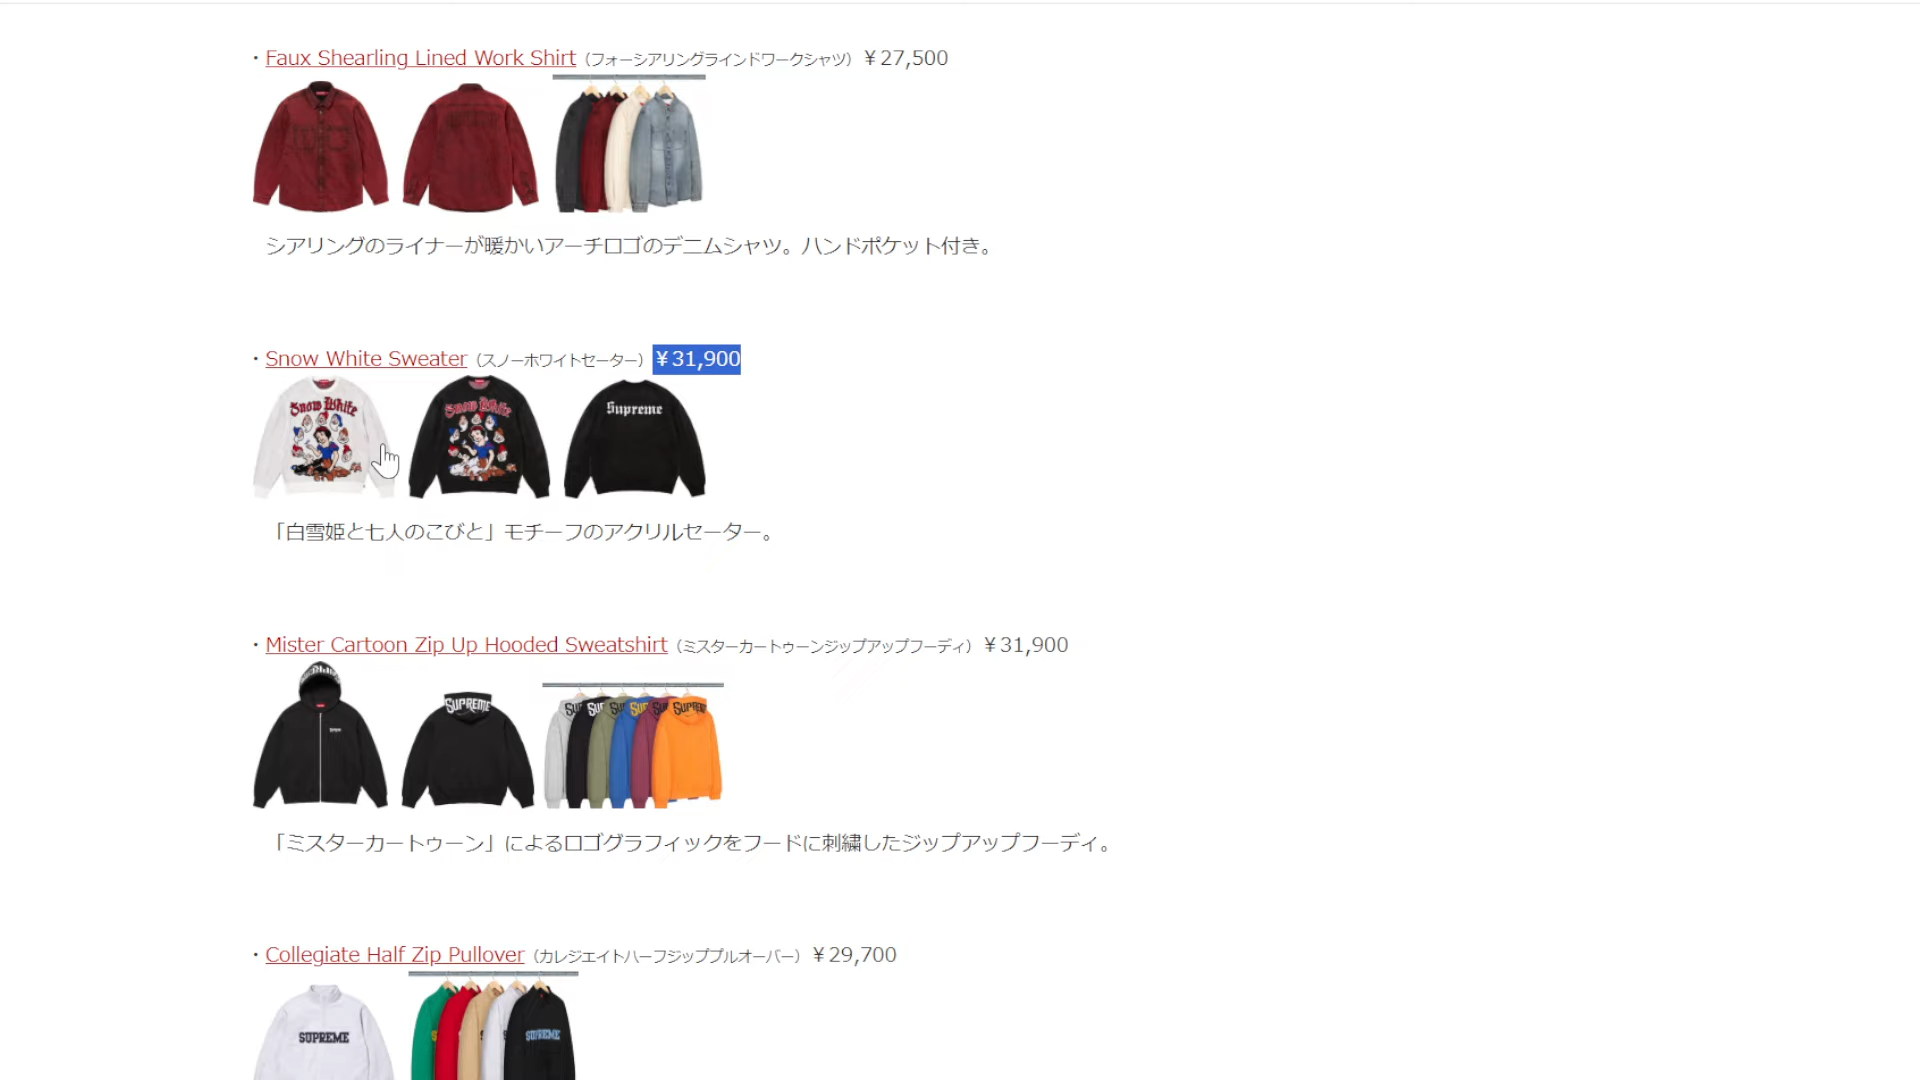 ・Faux Shearling Lined Work Shirt（フォーシアリングラインドワークシャツ）￥27,500
シアリングのライナーが暖かいアーチロゴのデニムシャツ。ハンドポケット付き。
・Snow White Sweater（スノーホワイトセーター）￥31,900
Snow White
Snow White
Supreme
「白雪姫と七人のこびと」モチーフのアクリルセーター。
・Mister Cartoon Zip Up Hooded Sweatshirt（ミスターカートゥーンジップアップフーディ）￥31,900
SUPREME
SUPREME
「ミスターカートゥーン」によるロゴグラフィックをフードに刺繍したジップアップフーディ。
・Collegiate Half Zip Pullover（カレジエイトハーフジッププルオーバー）￥29,700
SUPREME
SUPREME